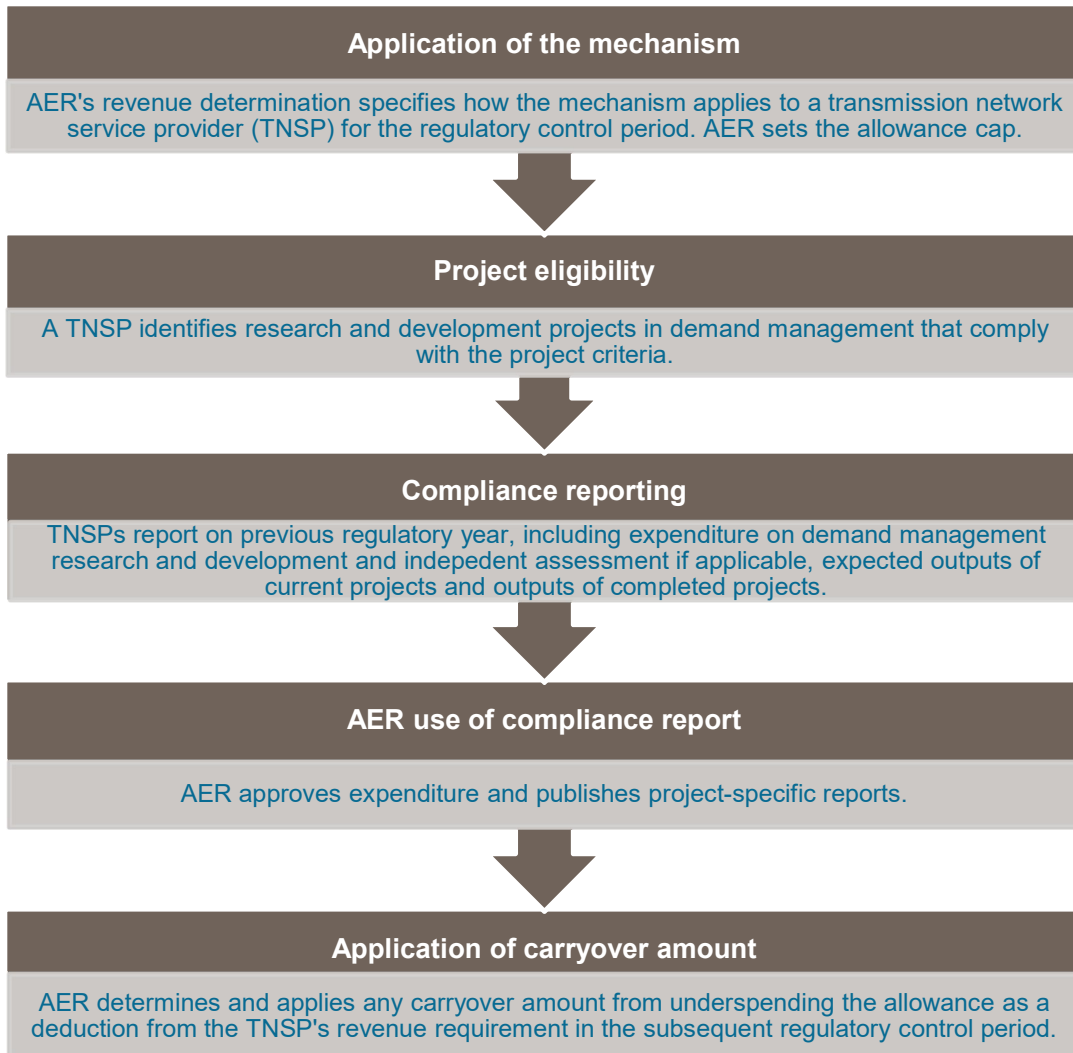 Application of the mechanism
AER's revenue determination specifies how the mechanism applies to a transmission network
service provider (TNSP) for the regulatory control period. AER sets the allowance cap.
Project eligibility
A TNSP identifies research and development projects in demand management that comply
with the project criteria.
Compliance reporting
TNSPs report on previous regulatory year, including expenditure on demand management
research and development and indepedent assessment if applicable, expected outputs of
current projects and outputs of completed projects.
AER use of compliance report
AER approves expenditure and publishes project-specific reports.
Application of carryover amount
AER determines and applies any carryover amount from underspending the allowance as a
deduction from the TNSP's revenue requirement in the subsequent regulatory control period.